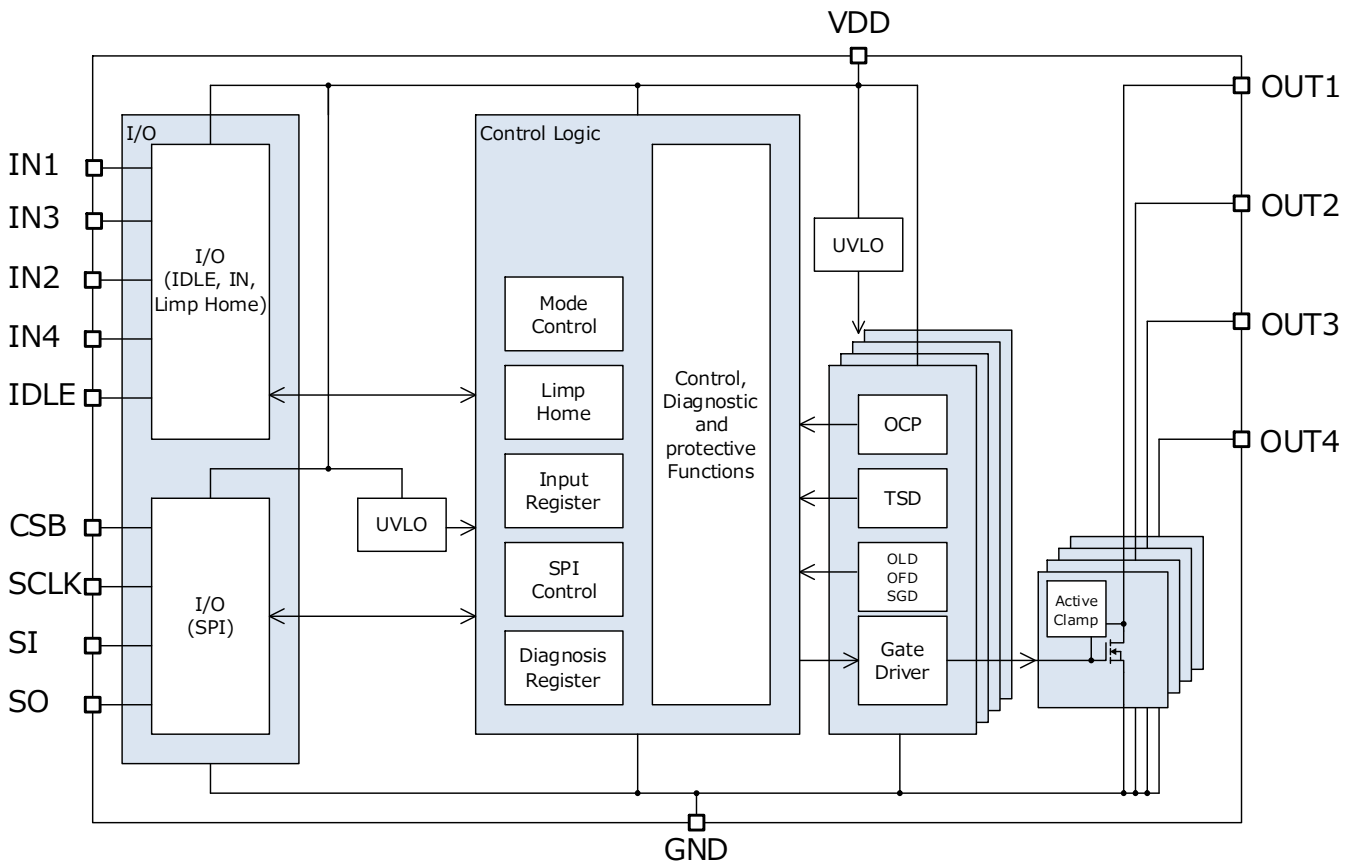 VDD
OUT1
OUT2
OUT3
OUT4
IN1
IN3
IN2
IN4
IDLE
CSB
SCLK
SI
SO
I/O
I/O
(IDLE, IN,
Limp Home)
I/O
(SPI)
UVLO
Control Logic
Mode
Control
Limp
Home
Input
Register
SPI
Control
Diagnosis
Register
Control,
Diagnostic
and
protective
Functions
UVLO
OCP
TSD
OLD
OFD
SGD
Gate
Driver
Active
Clamp
GND